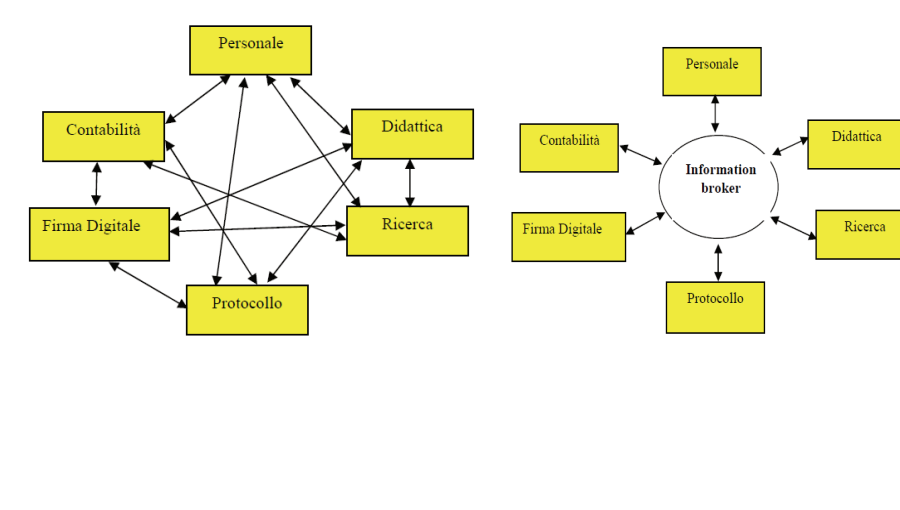 Personale
Contabilità
Didattica
Firma Digitale
Ricerca
Protocollo
Personale
Contabilità
Didattica
Information
broker
Firma Digitale
Ricerca
Protocollo